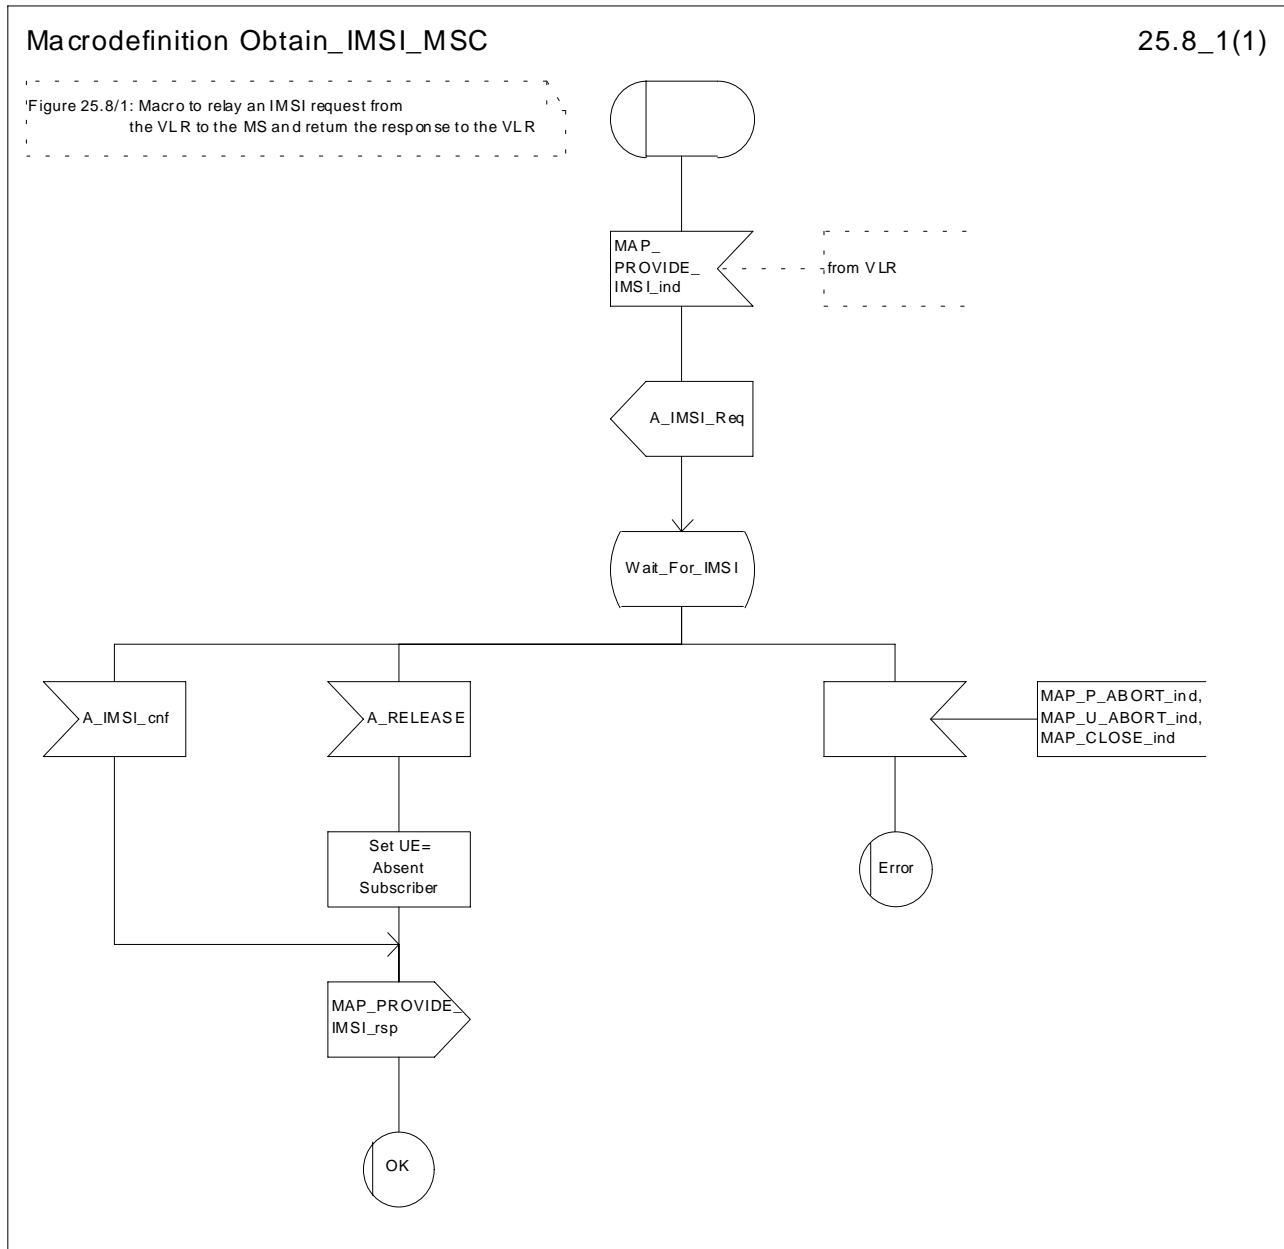 Macrodefinition Obtain_IMSI_MSC
25.8_1(1)
Figure 25.8/1: Macro to relay an IMSI request from
the VLR to the MS and return the response to the VLR
MAP_
PROVIDE_
IMSI_ind
from VLR
A_IMSI_Req
Wait_For_IMSI
A_IMSI_cnf
A_RELEASE
MAP_P_ABORT_ind,
MAP_U_ABORT_ind,
MAP_CLOSE_ind
Set UE=
Absent
Subscriber
Error
MAP_PROVIDE_
IMSI_rsp
OK